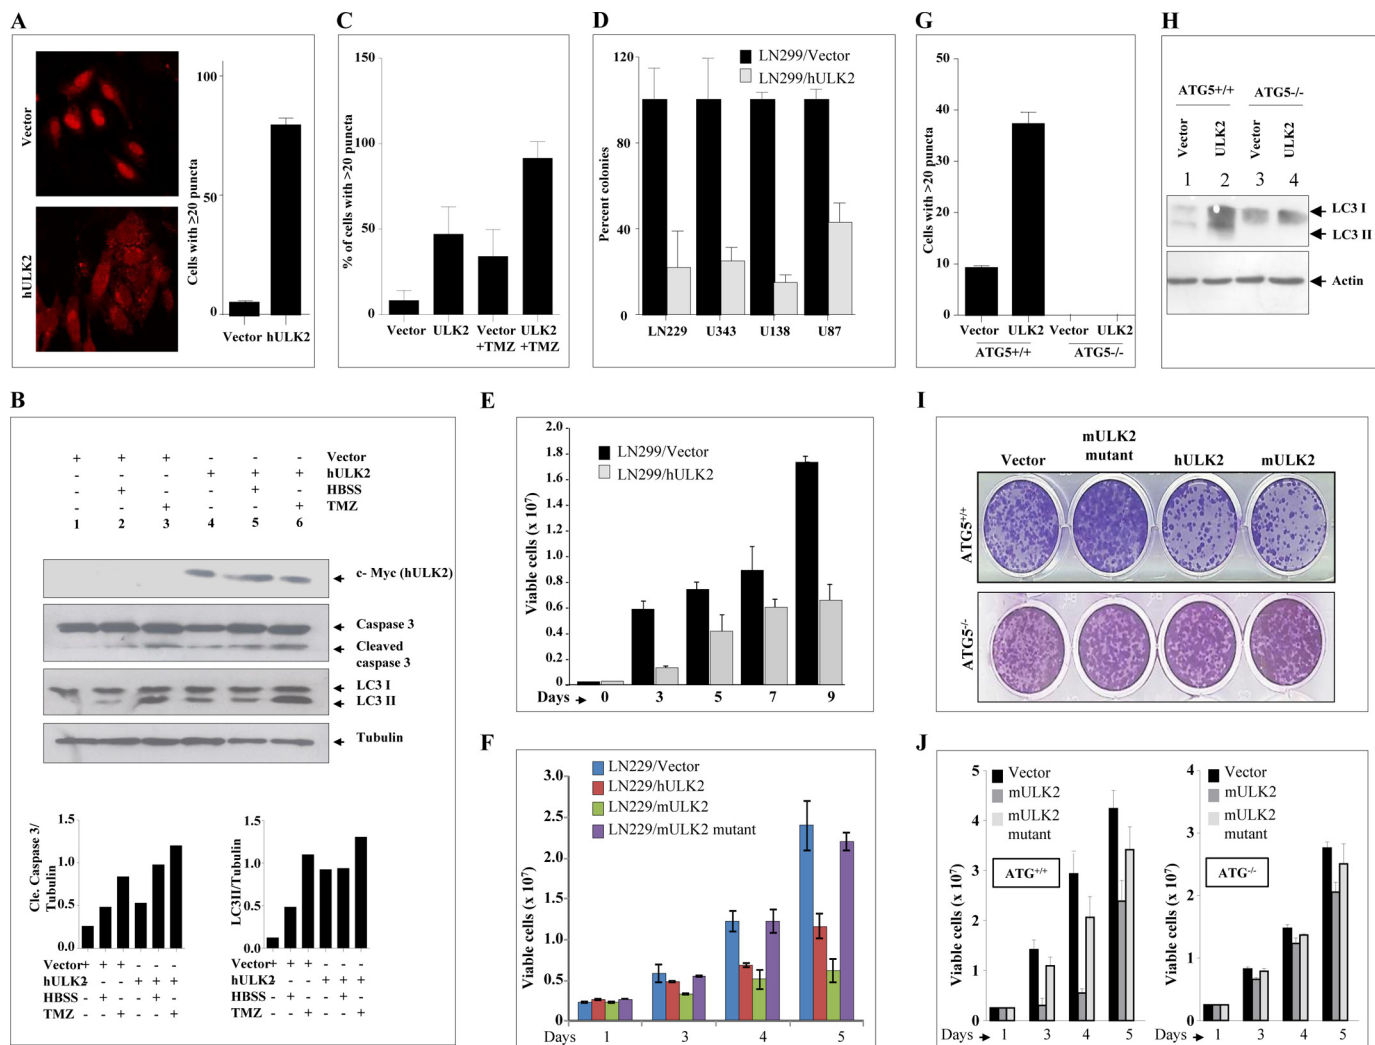 A
Vector
hULK2
Cells with ≥20 puncta
100
50
0
Vector hULK2
C
% of cells with >20 puncta
150
100
50
0
Vector ULK2 Vector +TMZ ULK2 +TMZ
D
LN299/Vector
LN299/hULK2
Percent colonies
120
80
40
0
LN229 U343 U138 U87
G
Cells with >20 puncta
50
40
30
20
10
0
Vector ULK2 Vector ULK2
ATG5+/+ ATG5-/-
H
ATG5+/+ ATG5-/-
Vector ULK2 Vector ULK2
1 2 3 4
LC3 I
LC3 II
Actin
B
+ + + - - - Vector
- - - + + + hULK2
- + - - + - HBSS
- - + - - + TMZ
1 2 3 4 5 6
c- Myc (hULK2)
Caspase 3
Cleaved
caspase 3
LC3 I
LC3 II
Tubulin
Cle. Caspase 3/
Tubulin
1.5
1.0
0.5
0.0
Vector + + + - - -
hULK2 - - - + + +
HBSS - + - - + -
TMZ - - + - - +
LC3II/Tubulin
1.5
1.0
0.5
0.0
Vector + + + - - -
hULK2 - - - + + +
HBSS - + - - + -
TMZ - - + - - +
E
LN299/Vector
LN299/hULK2
Viable cells (x 10⁷)
2.0
1.8
1.6
1.4
1.2
1.0
0.8
0.6
0.4
0.2
0
Days 0 3 5 7 9
F
LN229/Vector
LN229/hULK2
LN229/mULK2
LN229/mULK2 mutant
Viable cells (x 10⁷)
3.0
2.5
2.0
1.5
1.0
0.5
0
Days 1 3 4 5
I
Vector mULK2 mutant hULK2 mULK2
ATG5+/+
ATG5-/-
J
Vector
mULK2
mULK2
mutant
ATG+/+
Viable cells (x 10⁷)
5
4
3
2
1
0
Days 1 3 4 5
Vector
mULK2
mULK2
mutant
ATG-/-
Viable cells (x 10⁷)
4
3
2
1
0
Days 1 3 4 5